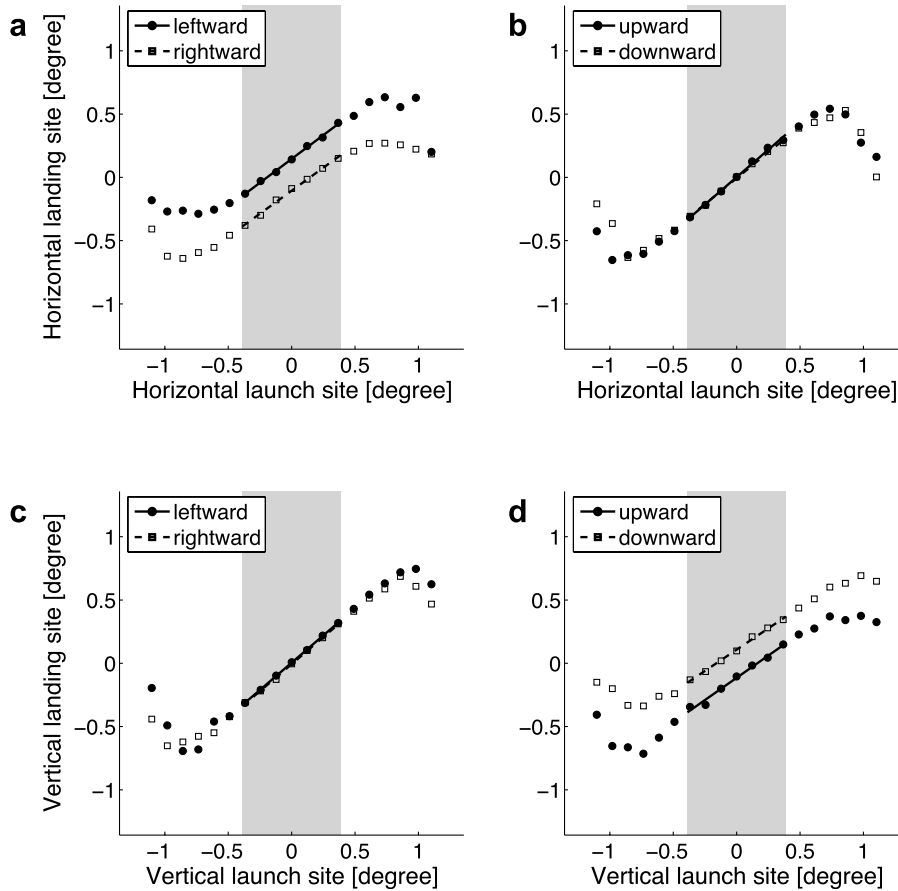 a
leftward
rightward
Horizontal landing site [degree]
1
0.5
0
−0.5
−1
−1 −0.5 0 0.5 1
Horizontal launch site [degree]
b
upward
downward
1
0.5
0
−0.5
−1
−1 −0.5 0 0.5 1
Horizontal launch site [degree]
c
leftward
rightward
Vertical landing site [degree]
1
0.5
0
−0.5
−1
−1 −0.5 0 0.5 1
Vertical launch site [degree]
d
upward
downward
1
0.5
0
−0.5
−1
−1 −0.5 0 0.5 1
Vertical launch site [degree]